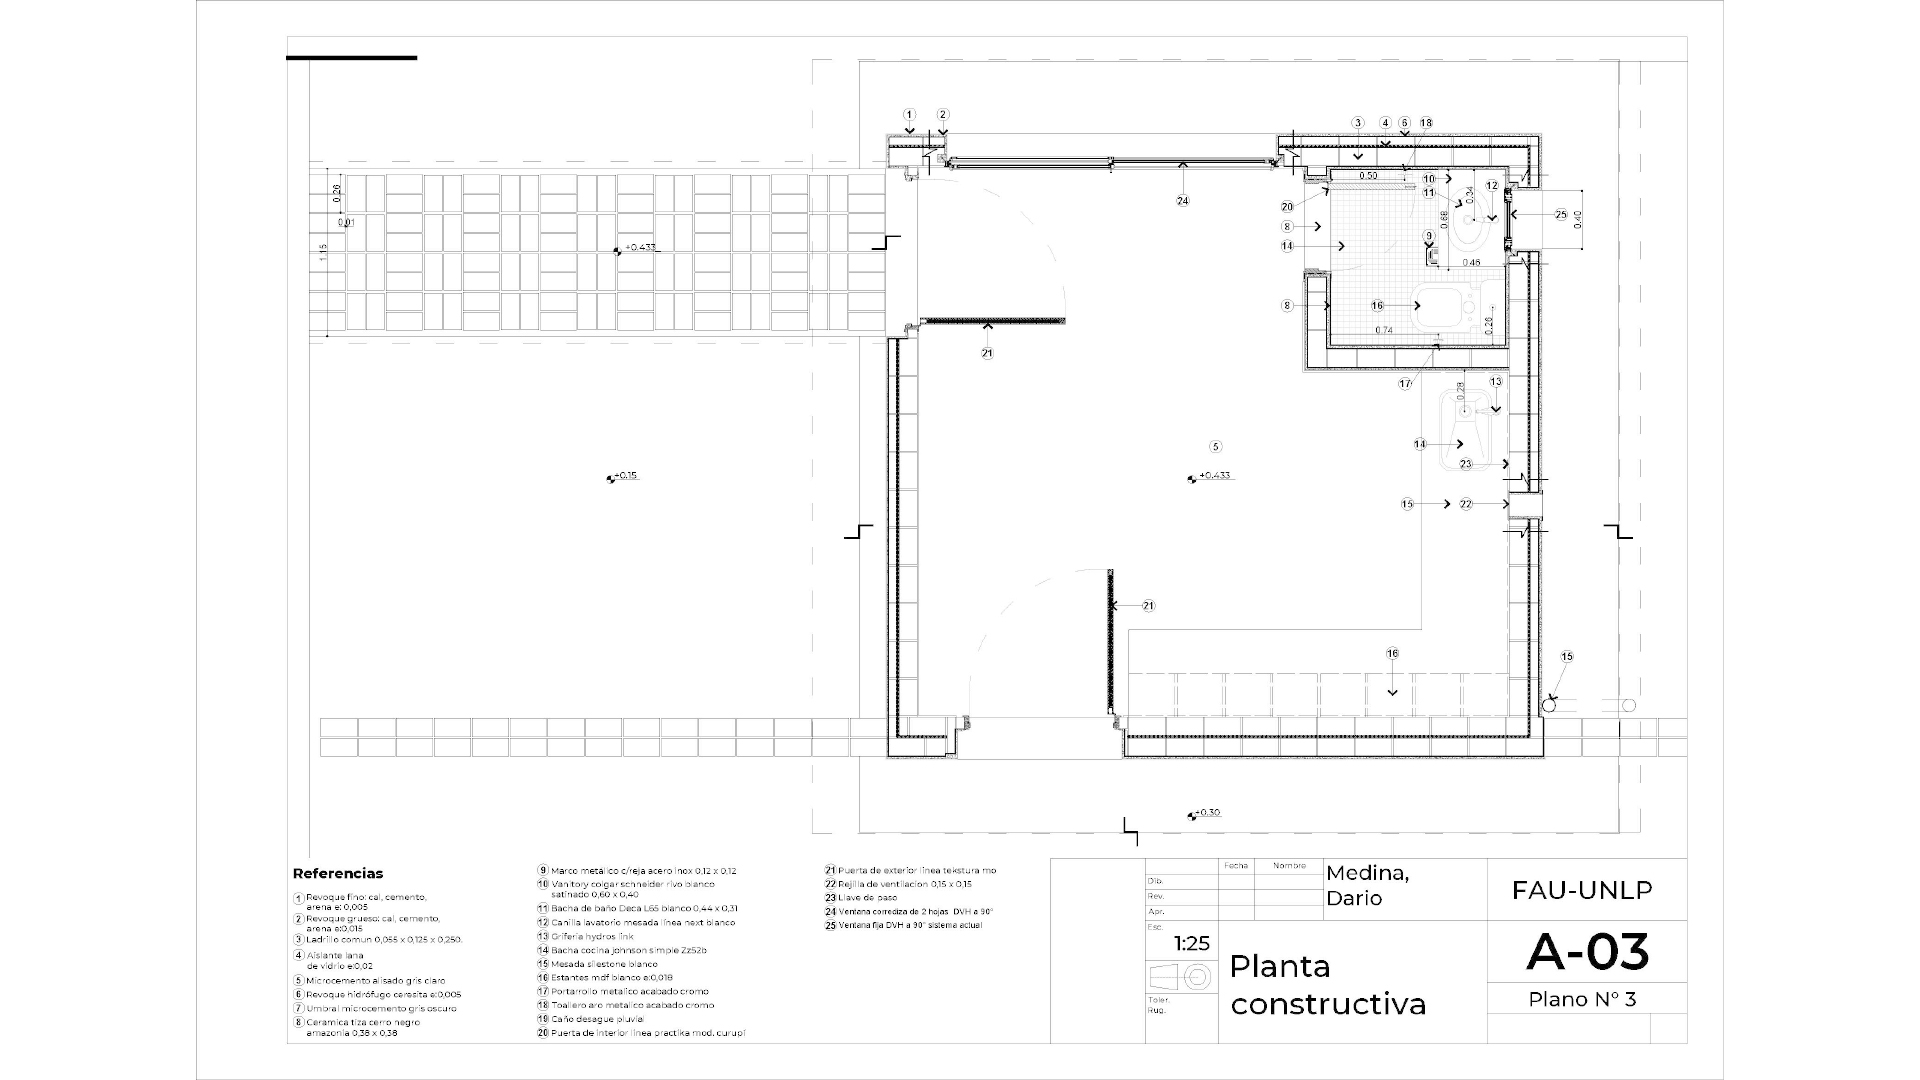 1
2
3
4
6
18
0.50
10
11
0.34
12
0.26
0.01
1.15
+0.433
24
20
8
14
0.68
9
25
0.40
0.46
8
16
0.74
0.26
21
17
0.28
13
5
14
23
+0.15
+0.433
15
22
21
16
15
+0.30
Referencias
1 Revoque fino: cal, cemento,
arena e: 0,005
2 Revoque grueso: cal, cemento,
arena e:0,015
3 Ladrillo comun 0,055 x 0,125 x 0,250.
4 Aislante lana
de vidrio e:0,02
5 Microcemento alisado gris claro
6 Revoque hidrófugo ceresita e:0,005
7 Umbral microcemento gris oscuro
8 Ceramica tiza cerro negro
amazonia 0,38 x 0,38
9 Marco metálico c/reja acero inox 0,12 x 0,12
10 Vanitory colgar schneider rivo blanco
satinado 0,60 x 0,40
11 Bacha de baño Deca L65 blanco 0,44 x 0,31
12 Canilla lavatorio mesada línea next blanco
13 Griferia hydros link
14 Bacha cocina johnson simple Zz52b
15 Mesada silestone blanco
16 Estantes mdf blanco e:0,018
17 Portarrollo metalico acabado cromo
18 Toallero aro metalico acabado cromo
19 Caño desague pluvial
20 Puerta de interior linea practika mod. curupi
21 Puerta de exterior linea tekstura mo
22 Rejilla de ventilacion 0,15 x 0,15
23 Llave de paso
24 Ventana corrediza de 2 hojas DVH a 90°
25 Ventana fija DVH a 90° sistema actual
Fecha
Nombre
Dib.
Rev.
Apr.
Medina,
Dario
FAU-UNLP
Esc.
1:25
Toler.
Rug.
Planta
constructiva
A-03
Plano N° 3